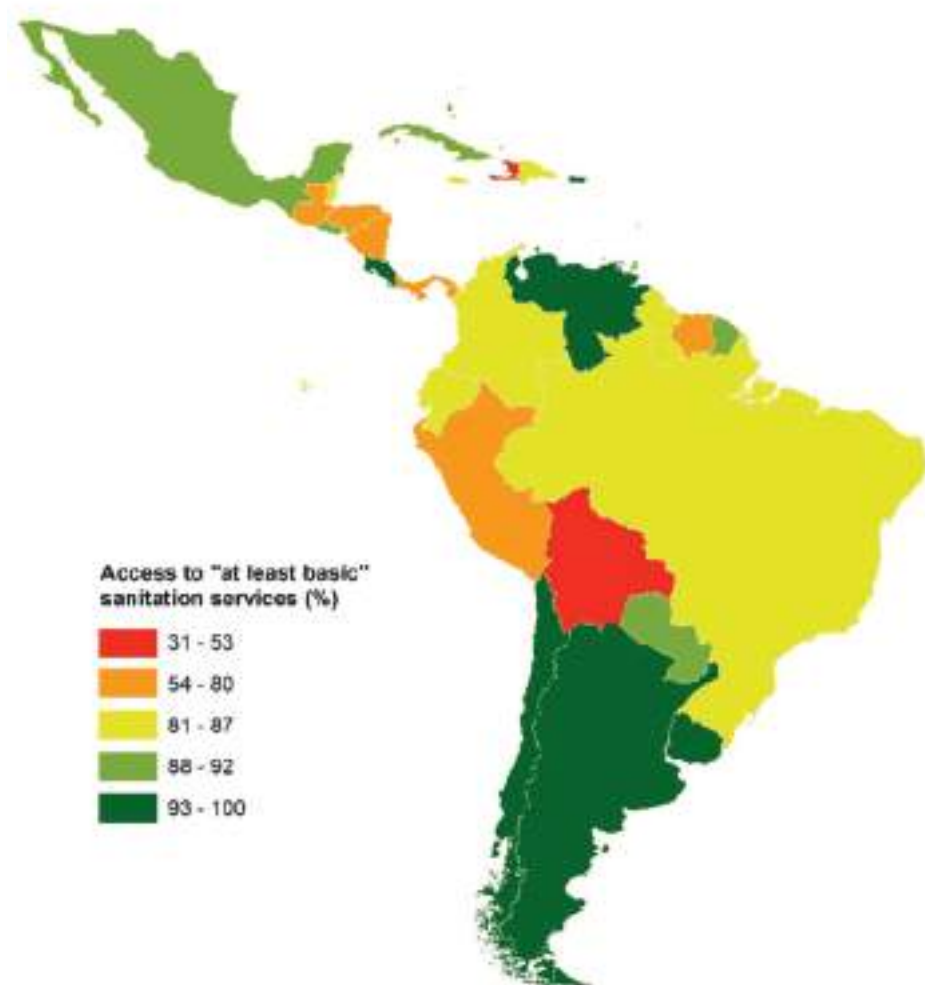 Access to "at least basic"
sanitation services (%)
31 - 53
54 - 80
81 - 87
88 - 92
93 - 100